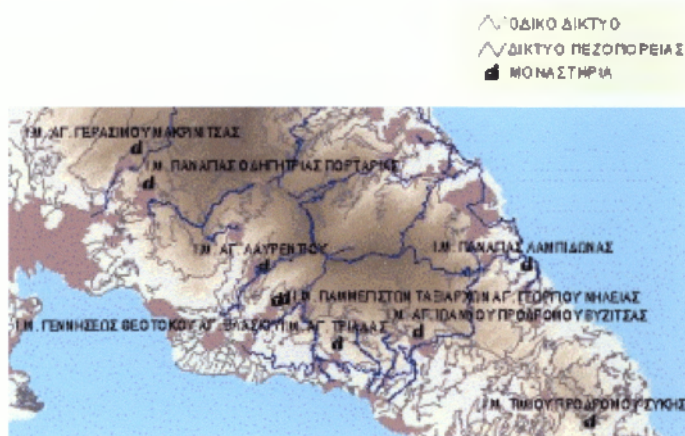 ΟΔΙΚΟ ΔΙΚΤΥΟ
ΔΙΚΤΥΟ ΠΕΖΟΠΟΡΕΙΑΣ
ΜΟΝΑΣΤΗΡΙΑ
Ι.Μ. ΑΓ. ΓΕΡΑΣΙΜΟΥ ΜΑΚΡΙΝΙΤΣΑΣ
Ι.Μ. ΠΑΝΑΓΙΑΣ ΟΔΗΓΗΤΡΙΑΣ ΠΟΡΤΑΡΙΑΣ
Ι.Μ. ΑΓ. ΛΑΥΡΕΝΤΙΟΥ
Ι.Μ. ΠΑΝΑΓΙΑΣ ΛΑΜΠΙΔΩΝΑΣ
Ι.Μ. ΠΑΜΜΕΓΙΣΤΩΝ ΤΑΞΙΑΡΧΩΝ ΑΓ. ΓΕΩΡΓΙΟΥ ΝΗΛΕΙΑΣ
Ι.Μ. ΑΓ. ΙΩΑΝΝΟΥ ΠΡΟΔΡΟΜΟΥ ΒΥΖΙΤΣΑΣ
Ι.Μ. ΓΕΝΝΗΣΕΩΣ ΘΕΟΤΟΚΟΥ ΑΓ. ΒΛΑΣΙΟΥ
Ι.Μ. ΑΓ. ΤΡΙΑΔΑΣ
Ι.Μ. ΤΙΜΙΟΥ ΠΡΟΔΡΟΜΟΥ ΣΥΚΗΣ